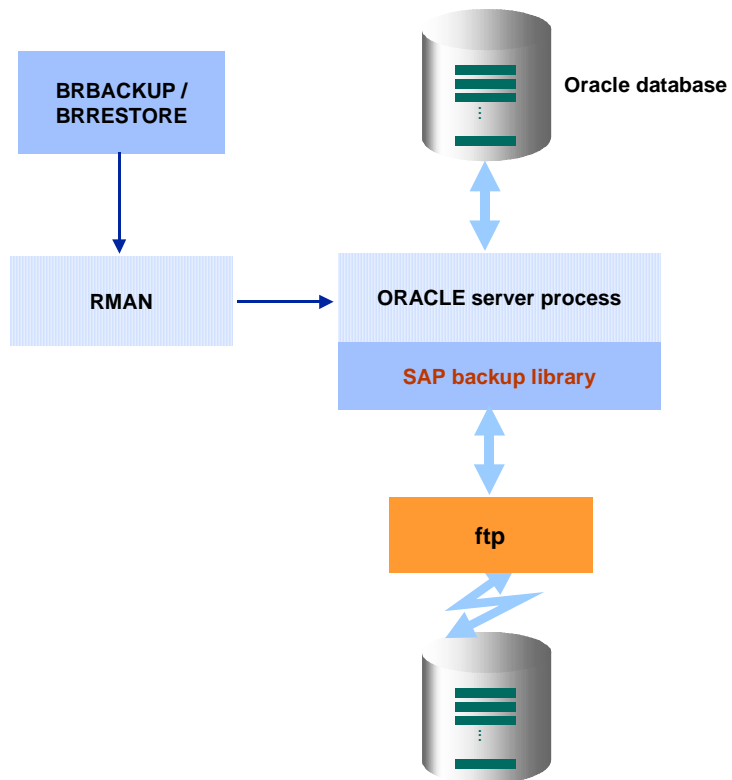 BRBACKUP /
BRRESTORE
Oracle database
RMAN
ORACLE server process
SAP backup library
ftp